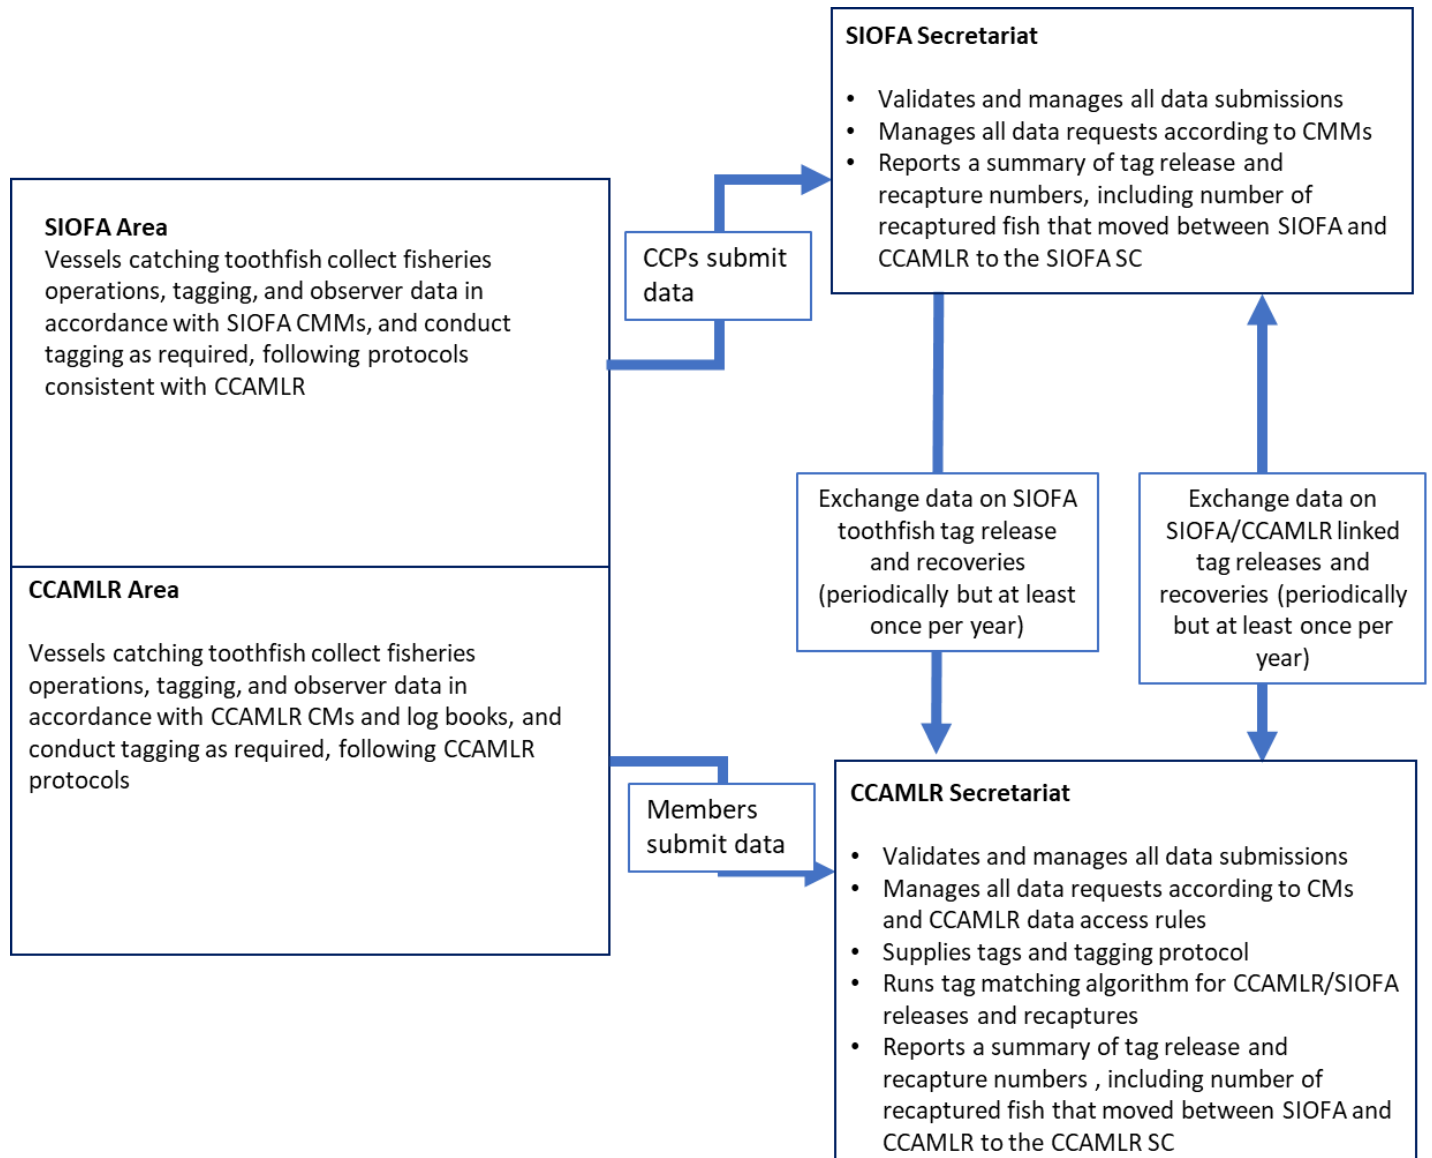 SIOFA Secretariat
• Validates and manages all data submissions
• Manages all data requests according to CMMs
• Reports a summary of tag release and
recapture numbers, including number of
recaptured fish that moved between SIOFA and
CCAMLR to the SIOFA SC
SIOFA Area
Vessels catching toothfish collect fisheries
operations, tagging, and observer data in
accordance with SIOFA CMMs, and conduct
tagging as required, following protocols
consistent with CCAMLR
CCPs submit
data
Exchange data on SIOFA
toothfish tag release
and recoveries
(periodically but at least
once per year)
Exchange data on
SIOFA/CCAMLR linked
tag releases and
recoveries (periodically
but at least once per
year)
CCAMLR Area
Vessels catching toothfish collect fisheries
operations, tagging, and observer data in
accordance with CCAMLR CMs and log books, and
conduct tagging as required, following CCAMLR
protocols
Members
submit data
CCAMLR Secretariat
• Validates and manages all data submissions
• Manages all data requests according to CMs
and CCAMLR data access rules
• Supplies tags and tagging protocol
• Runs tag matching algorithm for CCAMLR/SIOFA
releases and recaptures
• Reports a summary of tag release and
recapture numbers , including number of
recaptured fish that moved between SIOFA and
CCAMLR to the CCAMLR SC